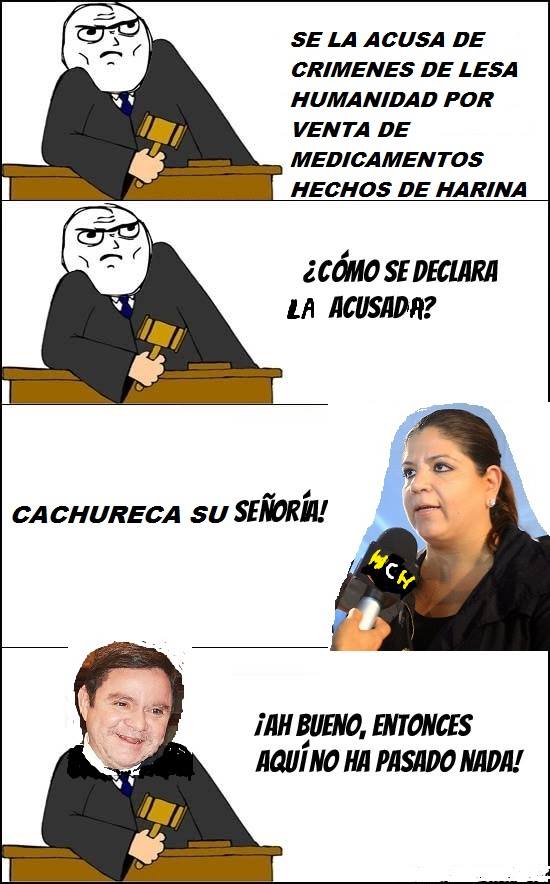 SE LA ACUSA DE
CRIMENES DE LESA
HUMANIDAD POR
VENTA DE
MEDICAMENTOS
HECHOS DE HARINA
¿CÓMO SE DECLARA
LA ACUSADA?
CACHURECA SU SEÑORÍA!
HCH
¡AH BUENO, ENTONCES
AQUÍ NO HA PASADO NADA!